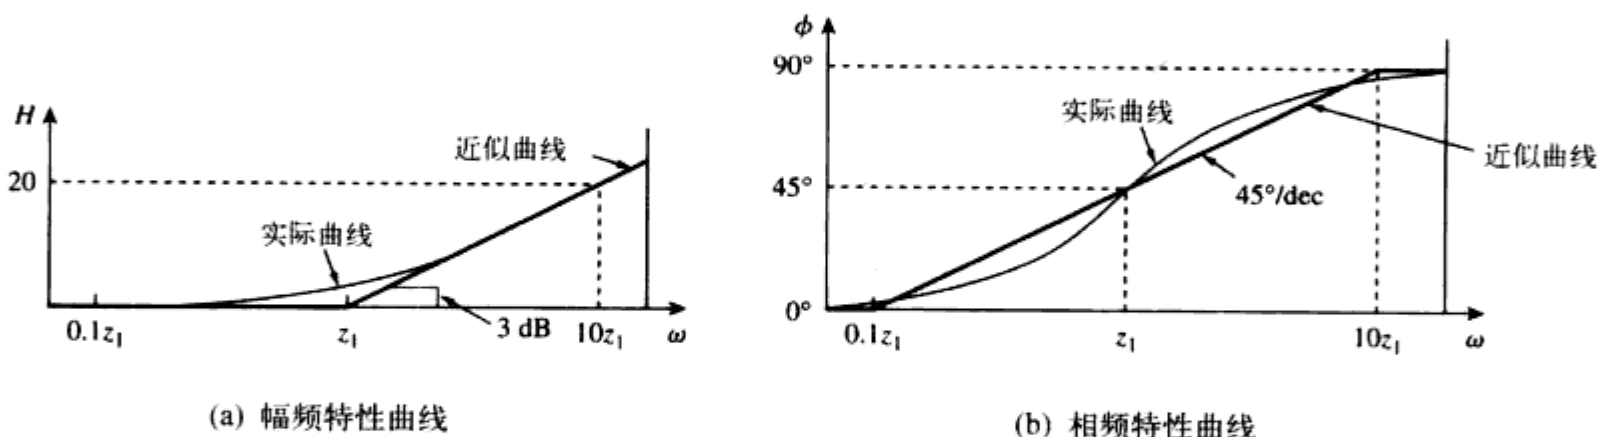 H
20
近似曲线
实际曲线
3 dB
0.1z₁
z₁
10z₁
ω
(a) 幅频特性曲线
ϕ
90°
45°
0°
实际曲线
近似曲线
45°/dec
0.1z₁
z₁
10z₁
ω
(b) 相频特性曲线